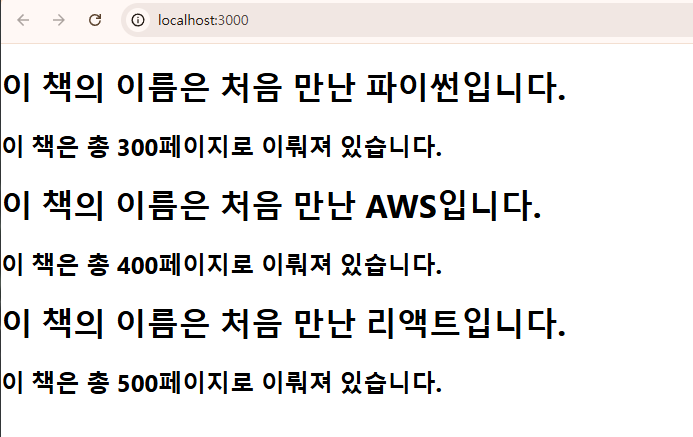 localhost:3000
이 책의 이름은 처음 만난 파이썬입니다.
이 책은 총 300페이지로 이뤄져 있습니다.
이 책의 이름은 처음 만난 AWS입니다.
이 책은 총 400페이지로 이뤄져 있습니다.
이 책의 이름은 처음 만난 리액트입니다.
이 책은 총 500페이지로 이뤄져 있습니다.